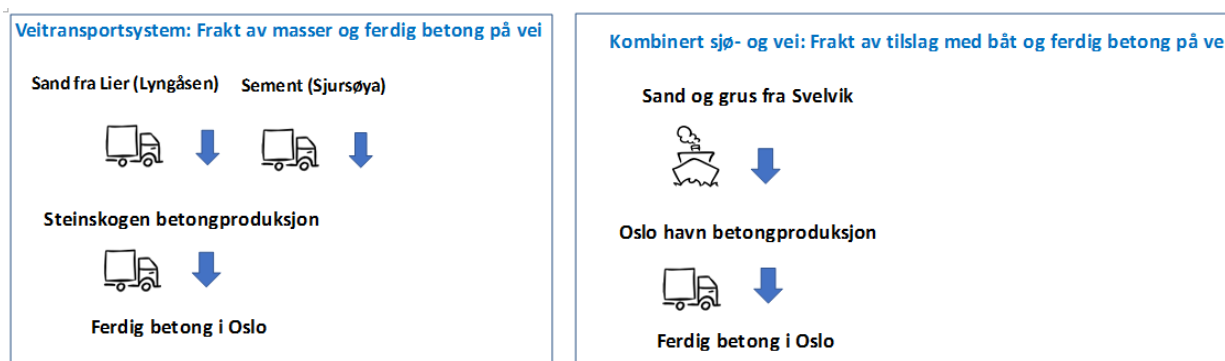 Veitransportsystem: Frakt av masser og ferdig betong på vei
Sand fra Lier (Lyngåsen)
Sement (Sjursøya)
Steinskogen betongproduksjon
Ferdig betong i Oslo
Kombinert sjø- og vei: Frakt av tilslag med båt og ferdig betong på ve
Sand og grus fra Svelvik
Oslo havn betongproduksjon
Ferdig betong i Oslo